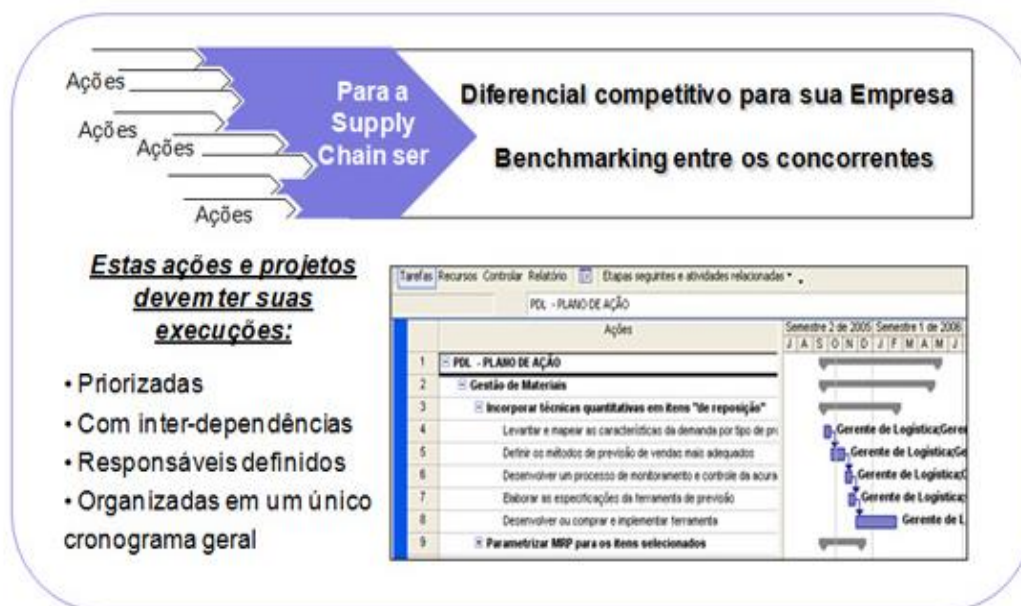 Ações
Ações
Ações
Ações
Para a
Supply
Chain ser
Diferencial competitivo para sua Empresa
Benchmarking entre os concorrentes
Estas ações e projetos
devem ter suas
execuções:
• Priorizadas
• Com inter-dependências
• Responsáveis definidos
• Organizadas em um único
cronograma geral
Tarefas Recursos Controlar Relatório Etapas seguintes e atividades relacionadas
PDL - PLANO DE AÇÃO
Ações Semestre 2 de 2005 Semestre 1 de 2006
J A S O N D J F M A M J
1 PDL - PLANO DE AÇÃO
2 Gestão de Materiais
3 Incorporar técnicas quantitativas em itens "de reposição"
4 Levantar e mapear as características da demanda por tipo de pro Gerente de Logística;Geren
5 Definir os métodos de previsão de vendas mais adequados Gerente de Logística;Ge
6 Desenvolver um processo de monitoramento e controle da acura Gerente de Logística;G
7 Elaborar as especificações da ferramenta de previsão Gerente de Logística;
8 Desenvolver ou comprar e implementar ferramenta Gerente de L
9 Parametrizar MRP para os itens selecionados